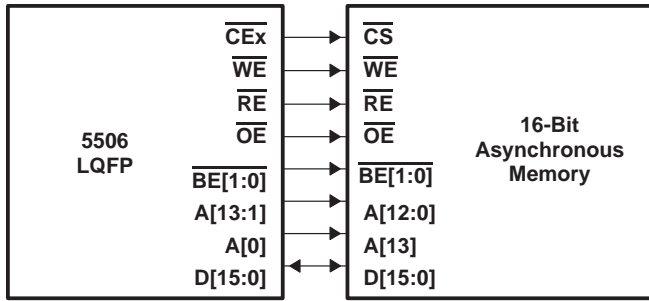 CEx
WE
RE
OE
BE[1:0]
A[13:1]
A[0]
D[15:0]
5506
LQFP
CS
WE
RE
OE
BE[1:0]
A[12:0]
A[13]
D[15:0]
16-Bit
Asynchronous
Memory